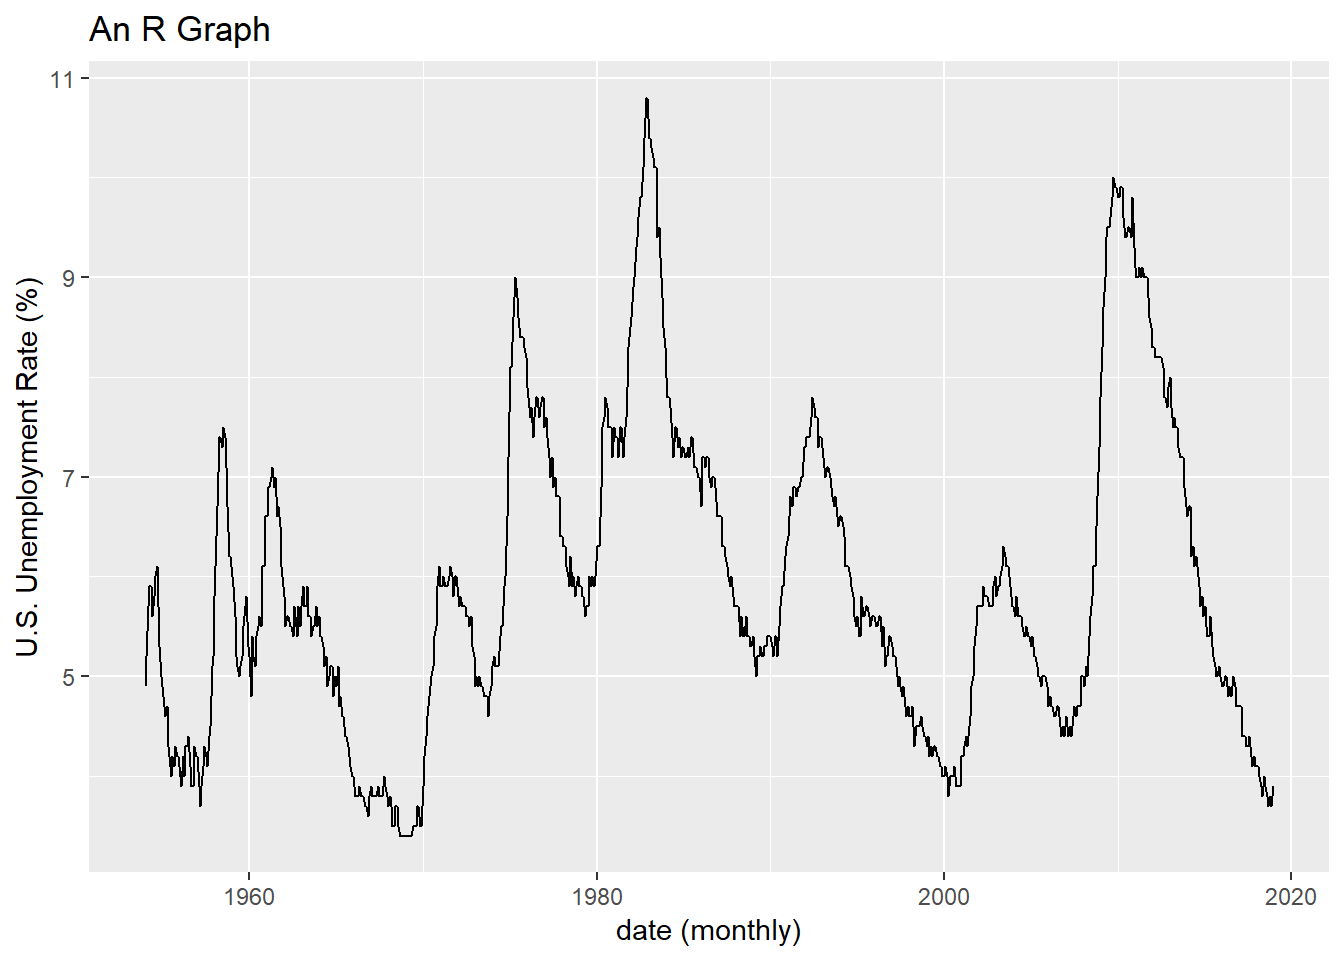 An R Graph
11
9
7
5
U.S. Unemployment Rate (%)
1960
1980
2000
2020
date (monthly)